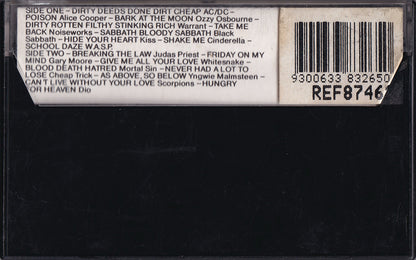 SIDE ONE – DIRTY DEEDS DONE DIRT CHEAP AC/DC –
POISON Alice Cooper – BARK AT THE MOON Ozzy Osbourne –
DIRTY ROTTEN FILTHY STINKING RICH Warrant – TAKE ME
BACK Noiseworks – SABBATH BLOODY SABBATH Black
Sabbath – HIDE YOUR HEART Kiss – SHAKE ME Cinderella –
SCHOOL DAZE W.A.S.P.
SIDE TWO – BREAKING THE LAW Judas Priest – FRIDAY ON MY
MIND Gary Moore – GIVE ME ALL YOUR LOVE Whitesnake –
BLOOD DEATH HATRED Mortal Sin – NEVER HAD A LOT TO
LOSE Cheap Trick – AS ABOVE, SO BELOW Yngwie Malmsteen –
CAN'T LIVE WITHOUT YOUR LOVE Scorpions – HUNGRY
FOR HEAVEN Dio
9300633 832650
REF8746